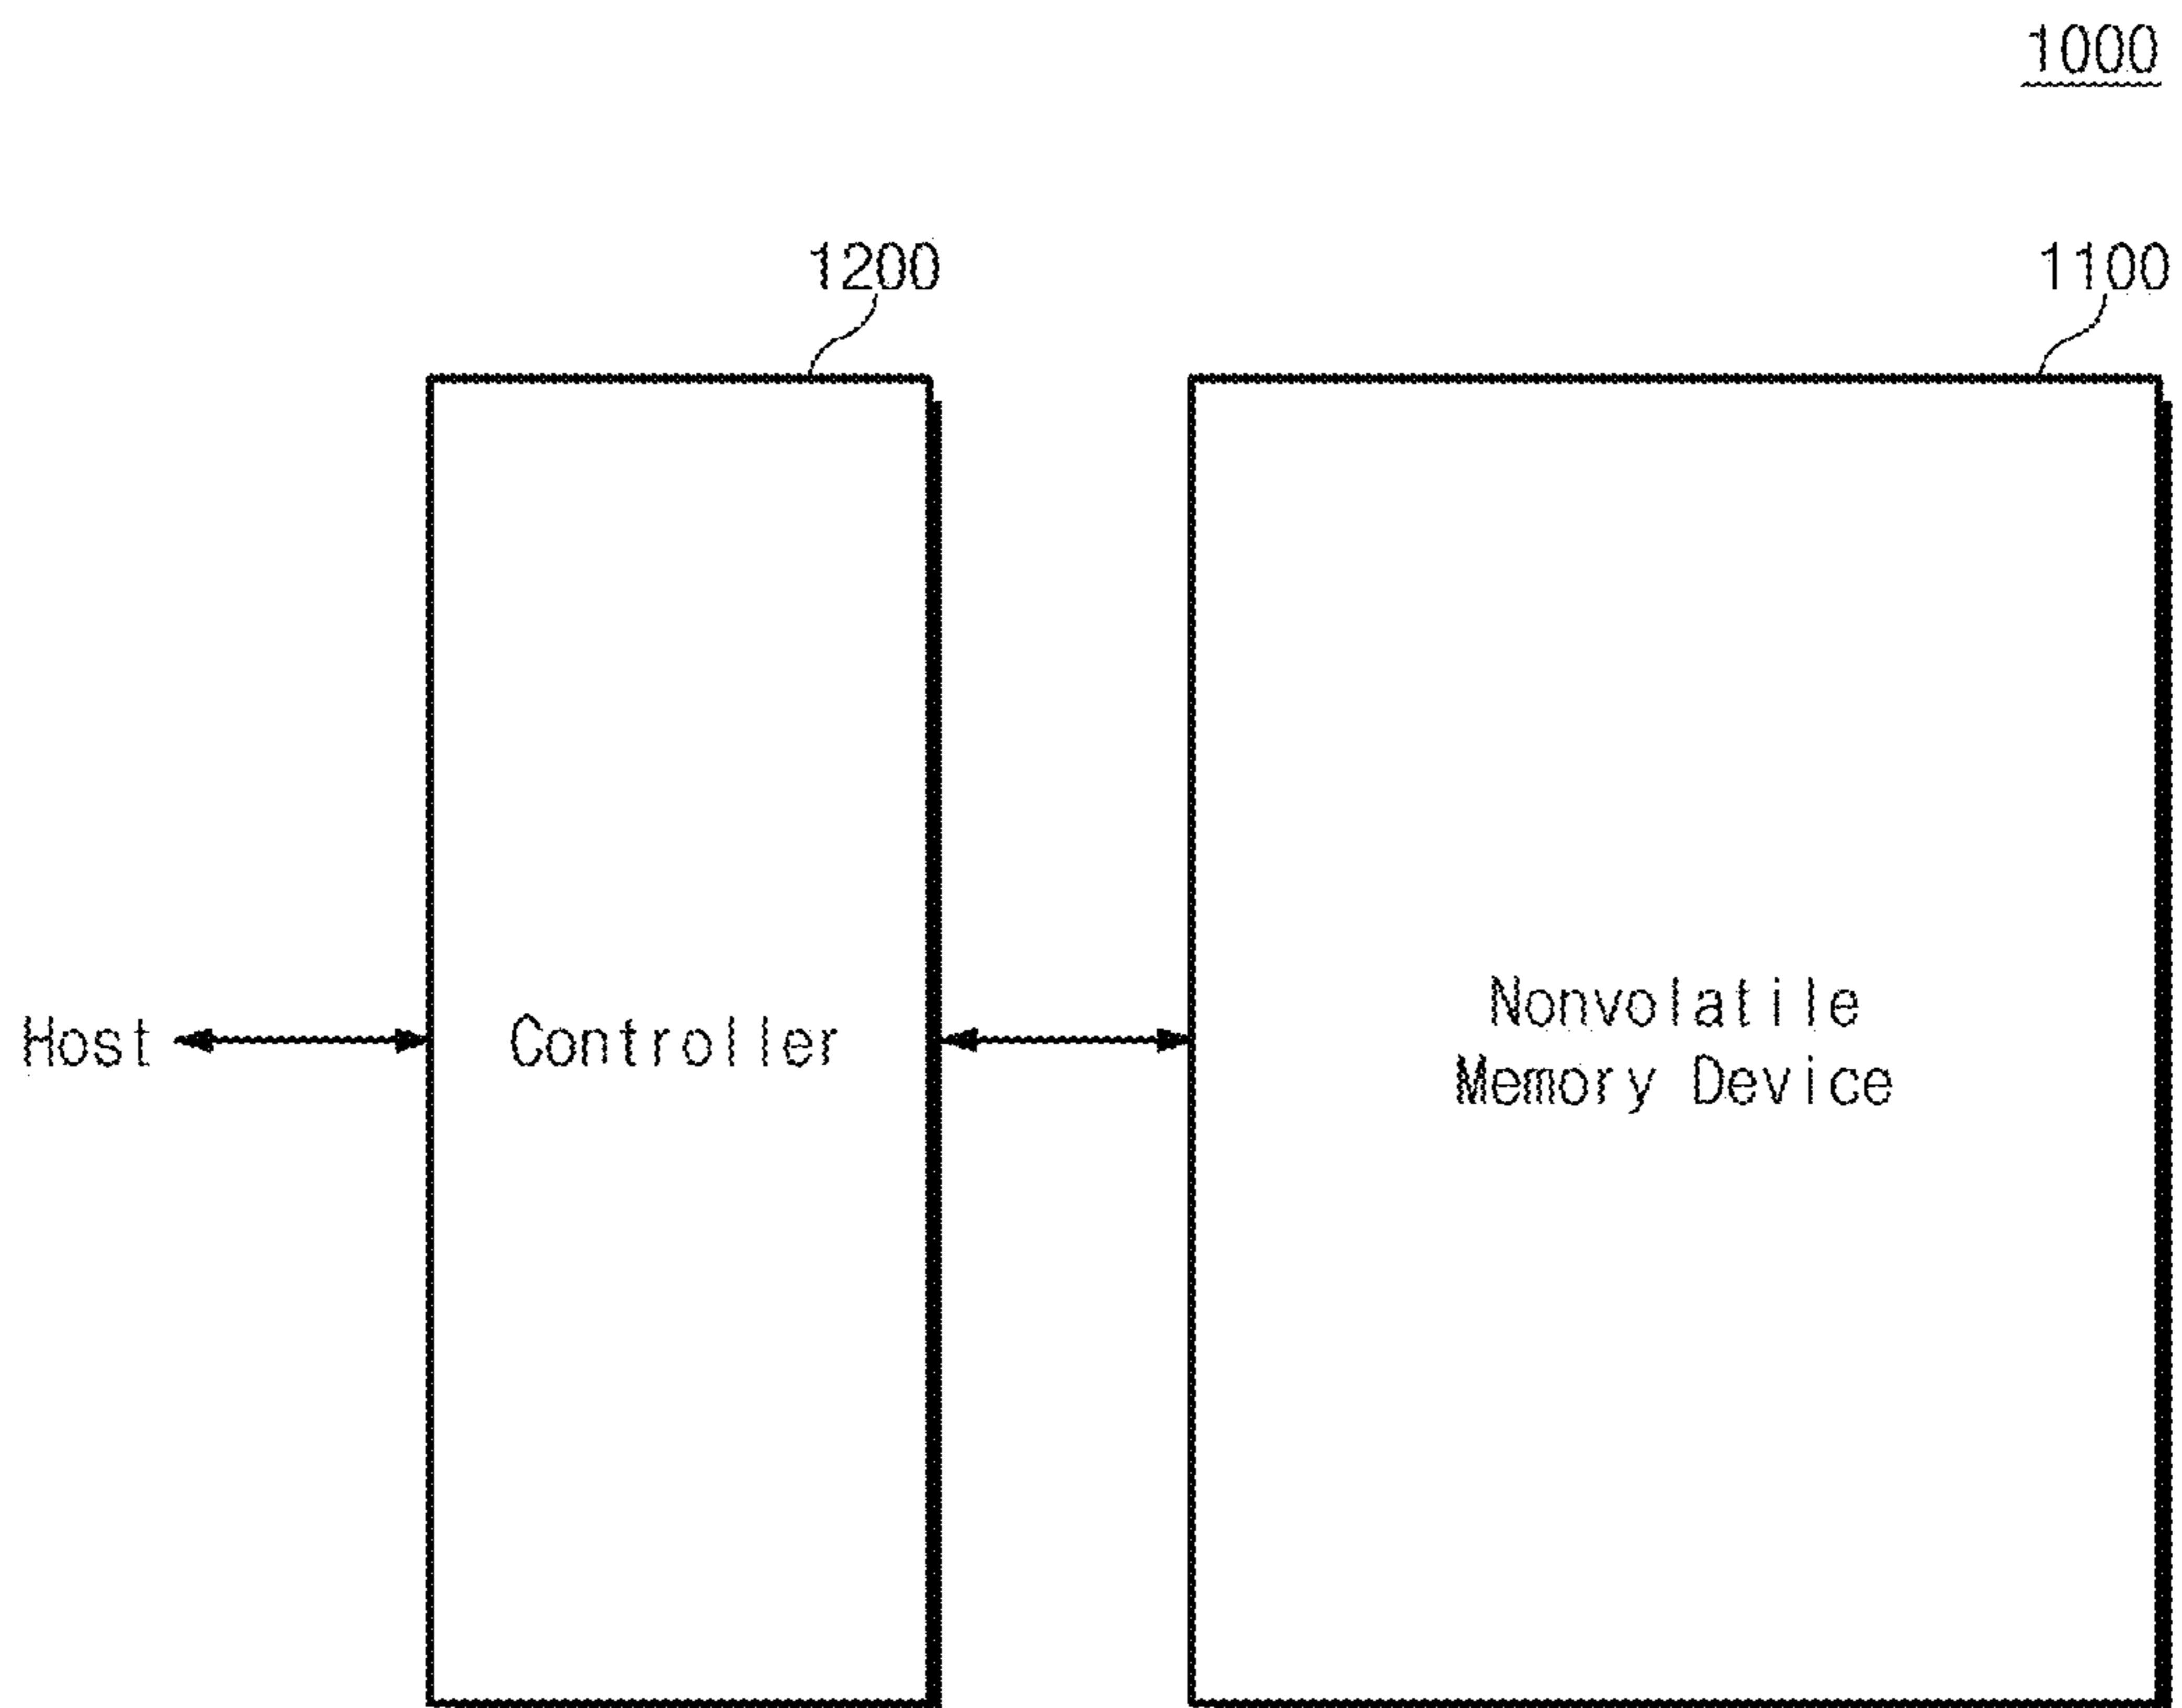 1000
1200
1100
Host
Controller
Nonvolatile
Memory Device